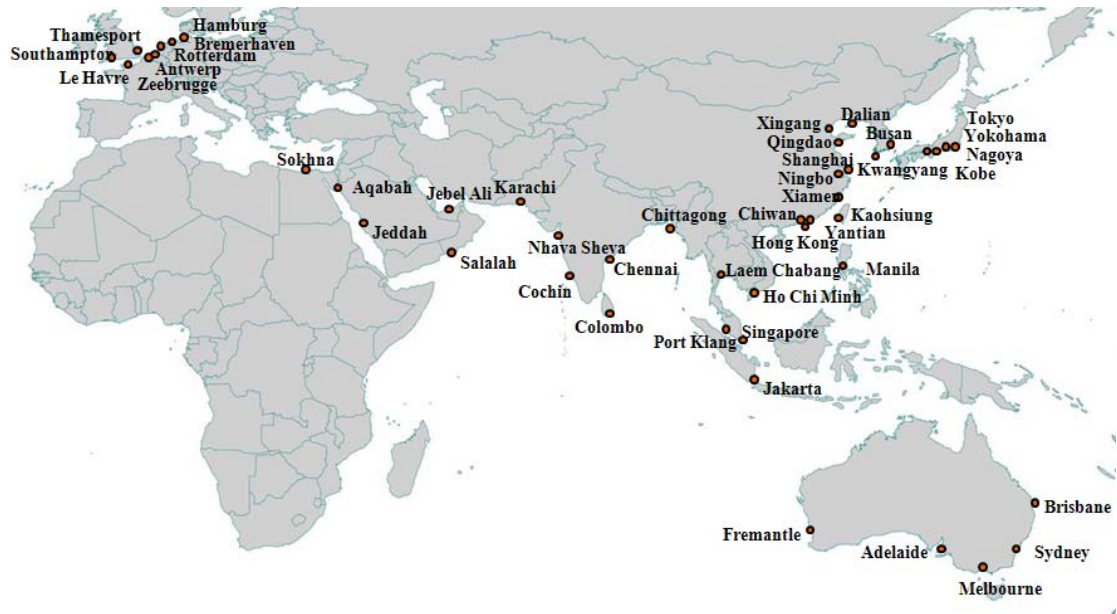 Hamburg
Thamesport
Bremerhaven
Southampton
Rotterdam
Le Havre
Antwerp
Zeebrugge
Dalian
Tokyo
Xingang
Busan
Yokohama
Qingdao
Nagoya
Shanghai
Kwangyang
Kobe
Sokhna
Ningbo
Aqabah
Jebel Ali
Karachi
Xiamen
Chittagong
Chiwan
Kaohsiung
Jeddah
Yantian
Nhava Sheva
Hong Kong
Salalah
Chennai
Laem Chabang
Manila
Cochin
Ho Chi Minh
Colombo
Singapore
Port Klang
Jakarta
Brisbane
Fremantle
Adelaide
Sydney
Melbourne